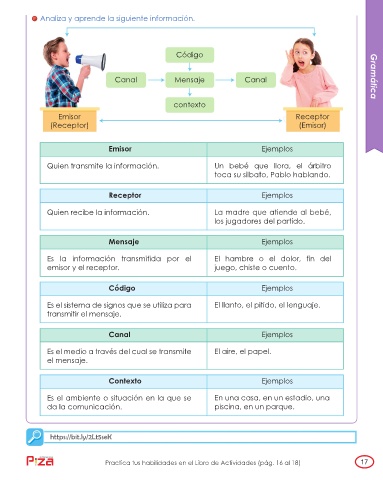 Analiza y aprende la siguiente información.
Gramática
Código
Canal
Mensaje
Canal
contexto
Emisor
(Receptor)
Receptor
(Emisor)
Emisor
Ejemplos
Quien transmite la información.
Un bebé que llora, el árbitro
toca su silbato, Pablo hablando.
Receptor
Ejemplos
Quien recibe la información.
La madre que atiende al bebé,
los jugadores del partido.
Mensaje
Ejemplos
Es la información transmitida por el
emisor y el receptor.
El hambre o el dolor, fin del
juego, chiste o cuento.
Código
Ejemplos
Es el sistema de signos que se utiliza para
transmitir el mensaje.
El llanto, el pitido, el lenguaje.
Canal
Ejemplos
Es el medio a través del cual se transmite
el mensaje.
El aire, el papel.
Contexto
Ejemplos
Es el ambiente o situación en la que se
da la comunicación.
En una casa, en un estadio, una
piscina, en un parque.
Practica tus habilidades en el Libro de Actividades (pág. 16 al 18)
17